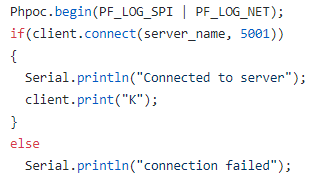 Phpoc.begin(PF_LOG_SPI | PF_LOG_NET);
if(client.connect(server_name, 5001))
{
  Serial.println("Connected to server");
  client.print("K");
}
else
  Serial.println("connection failed");